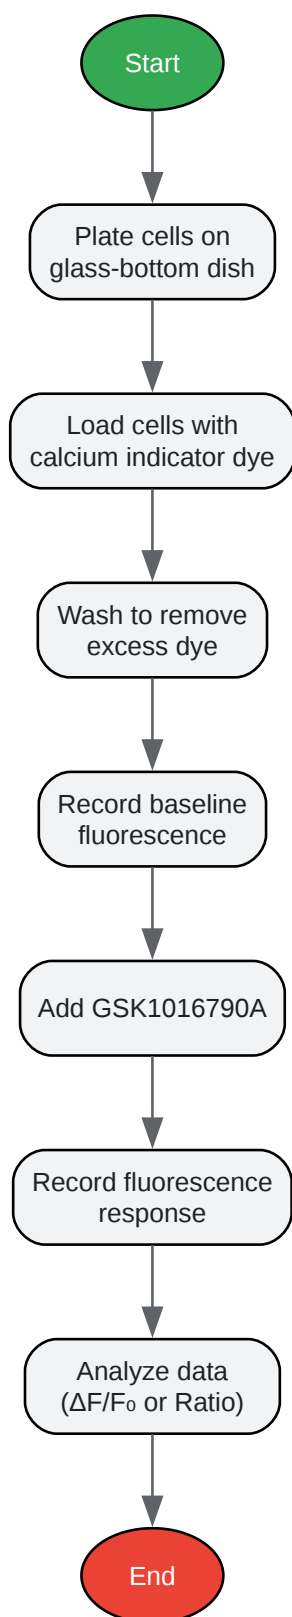 Start
Plate cells on
glass-bottom dish
Load cells with
calcium indicator dye
Wash to remove
excess dye
Record baseline
fluorescence
Add GSK1016790A
Record fluorescence
response
Analyze data
(ΔF/F₀ or Ratio)
End